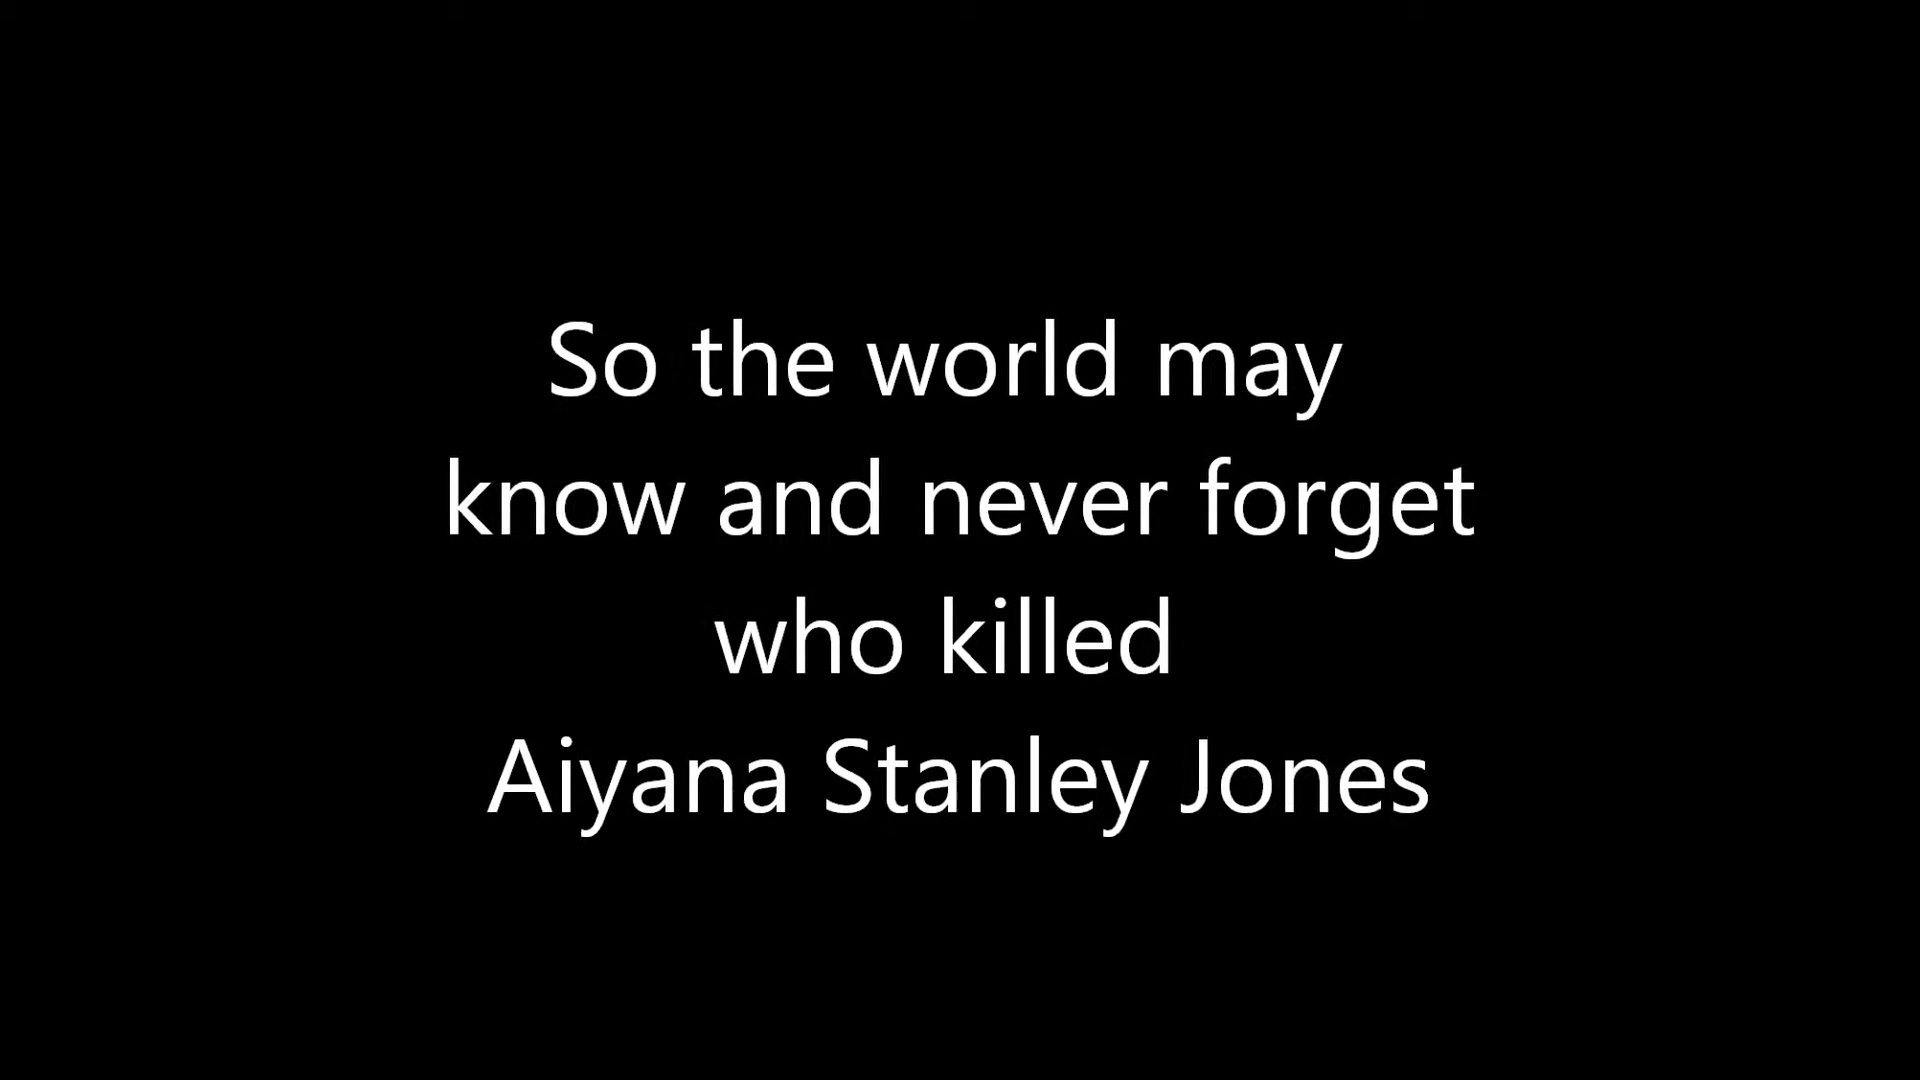 So the world may
know and never forget
who killed
Aiyana Stanley Jones